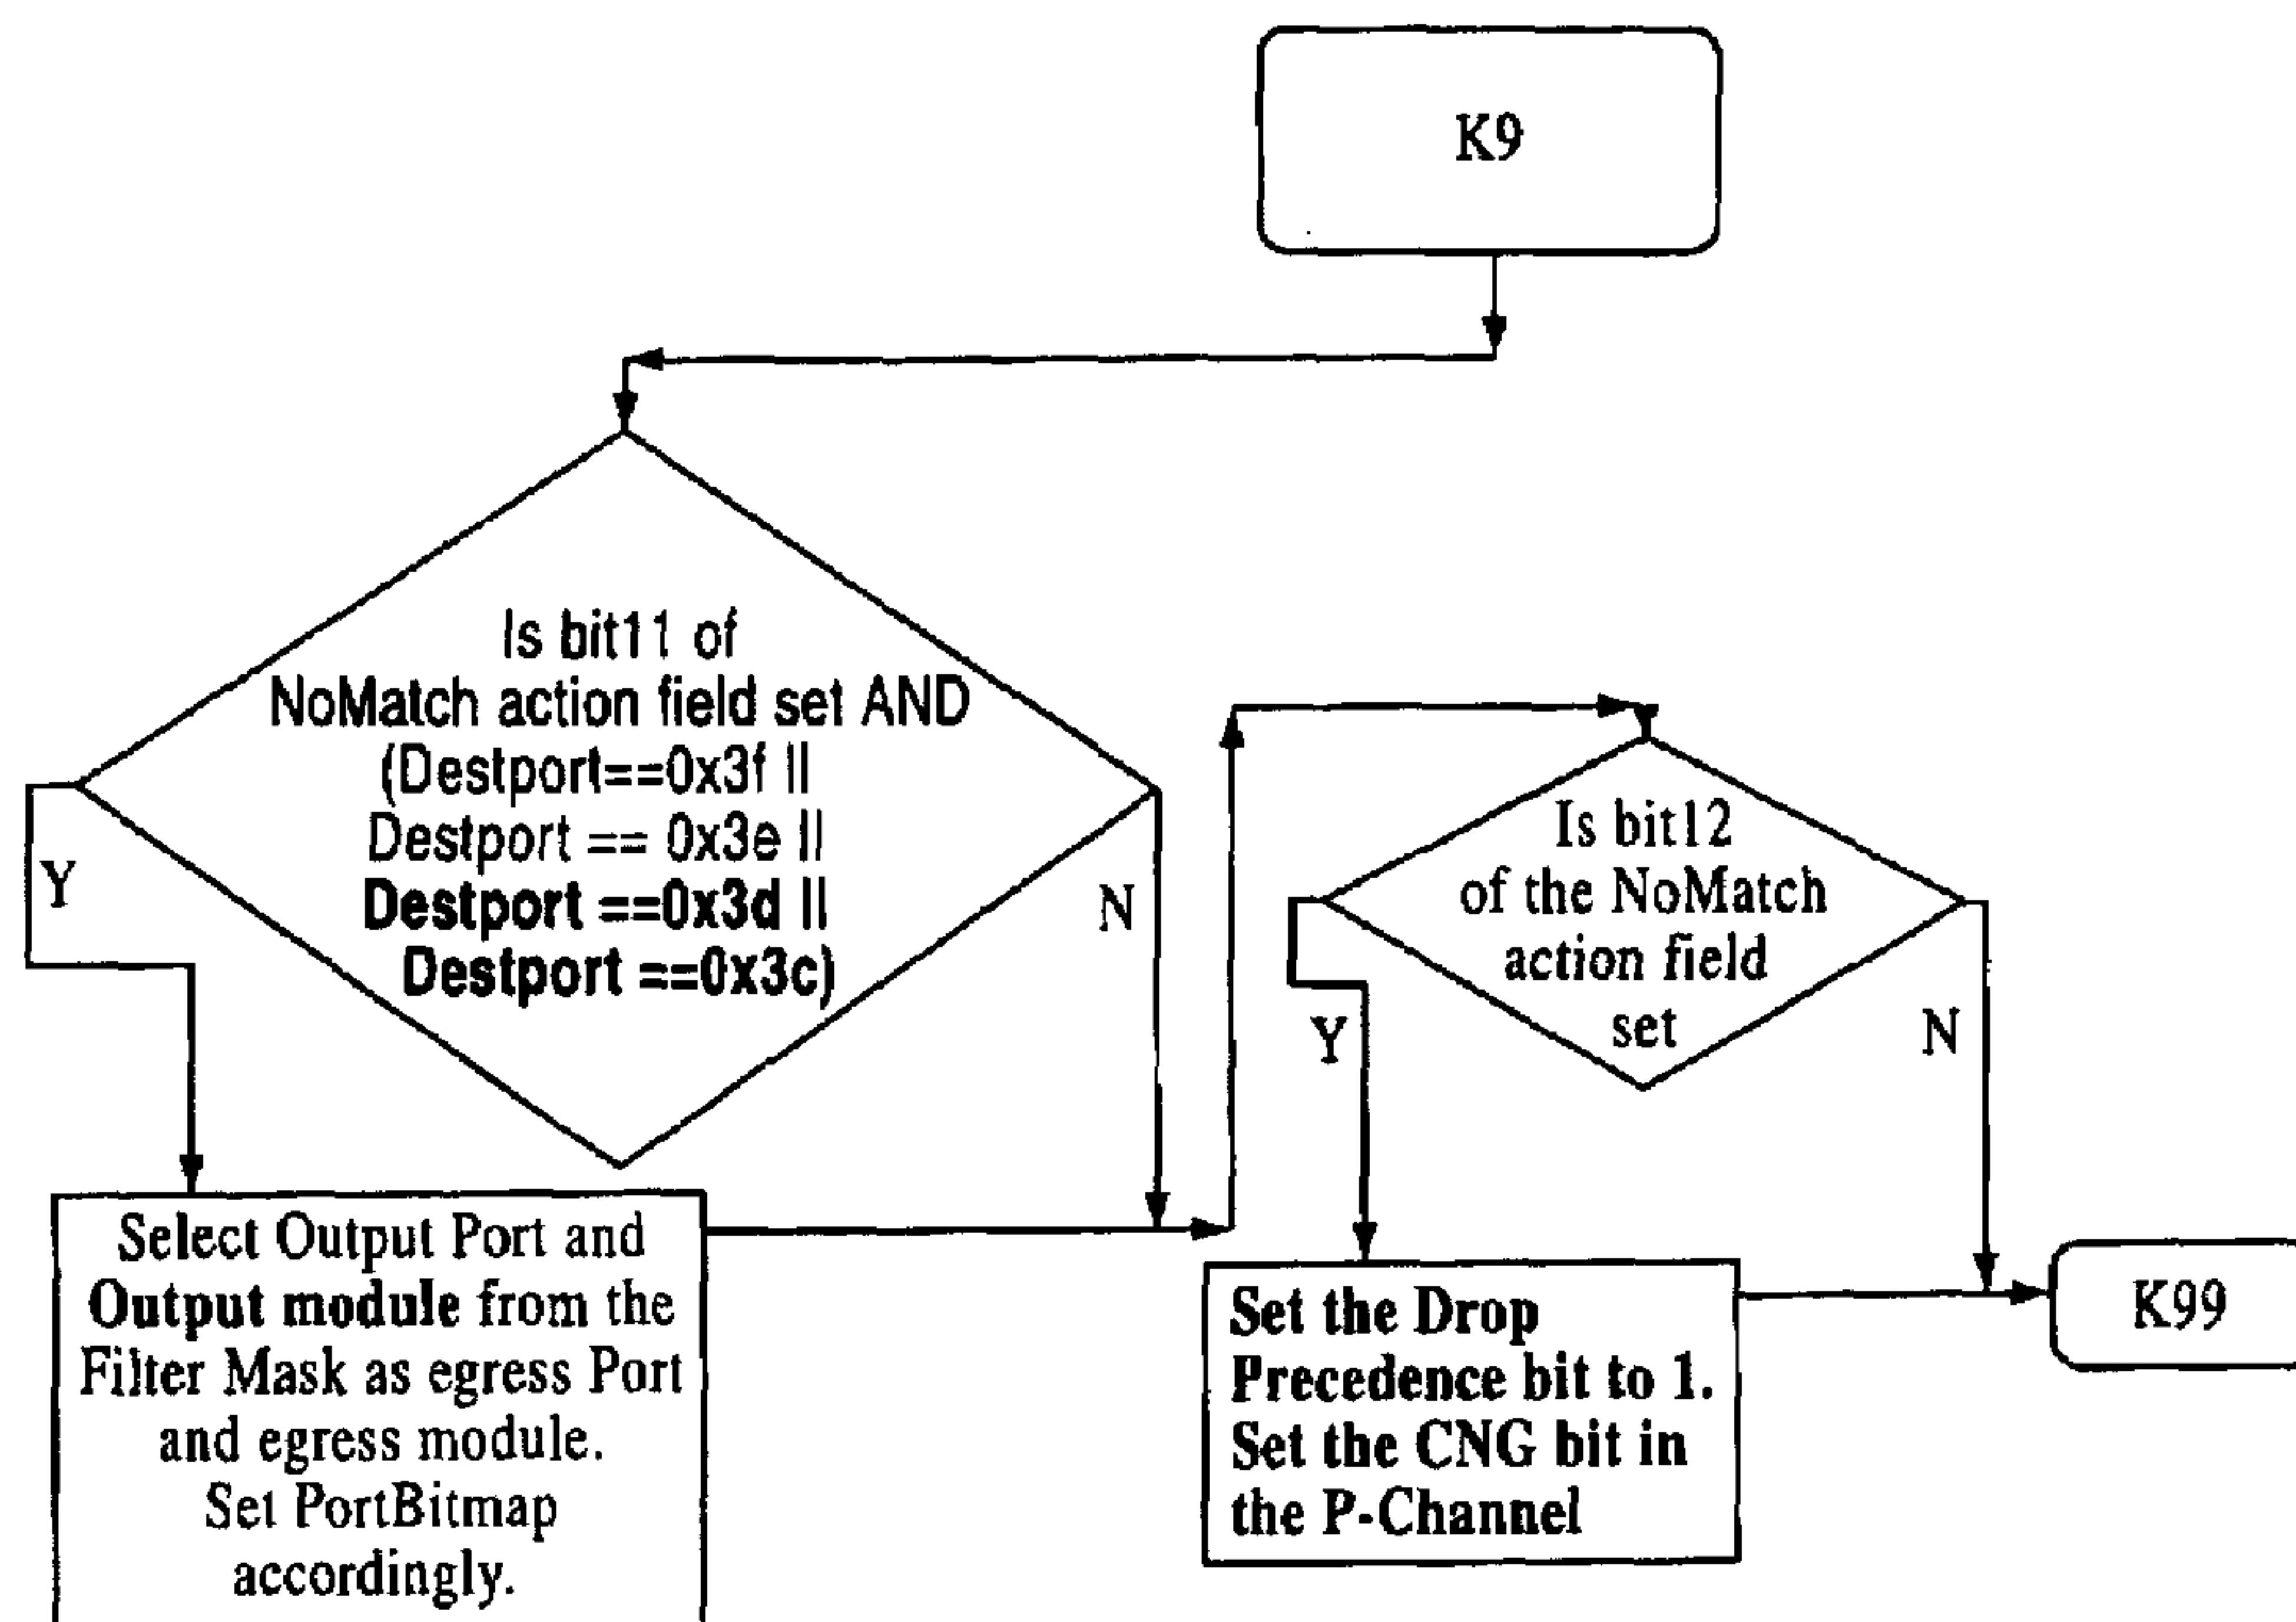 K9
Is bit11 of
NoMatch action field set AND
(Destport==0x3f ||
Destport == 0x3e ||
Destport ==0x3d ||
Destport ==0x3c)
Y
N
Is bit12
of the NoMatch
action field
set
Y
N
Select Output Port and
Output module from the
Filter Mask as egress Port
and egress module.
Set PortBitmap
accordingly.
Set the Drop
Precedence bit to 1.
Set the CNG bit in
the P-Channel
K99